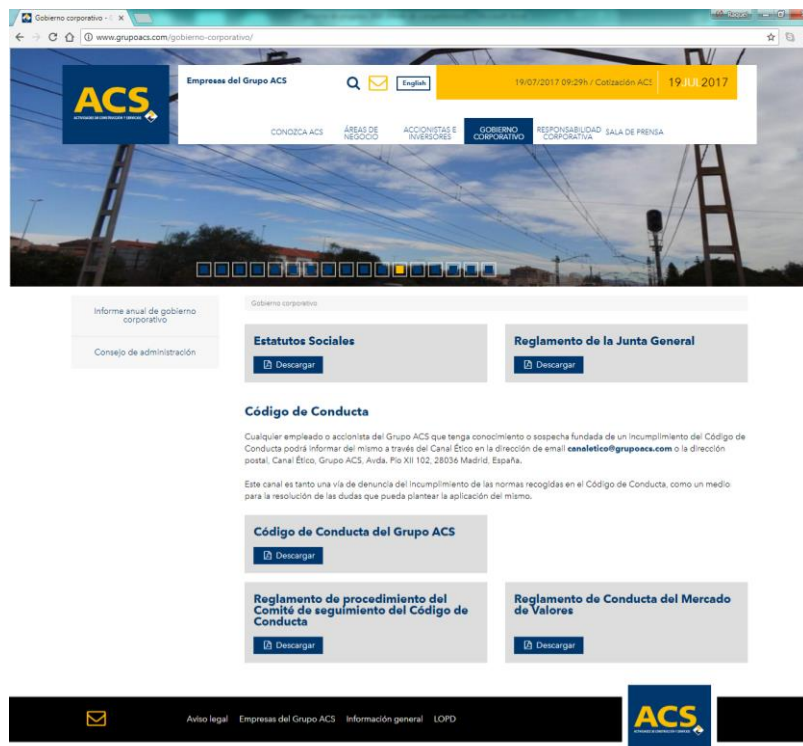 Gobierno corporativo -
www.grupoacs.com/gobierno-corporativo/
ACS
ACTIVIDADES DE CONSTRUCCIÓN Y SERVICIOS
Empresas del Grupo ACS
English
19/07/2017 09:29h / Cotización ACS
19 JUL 2017
CONOZCA ACS
ÁREAS DE NEGOCIO
ACCIONISTAS E INVERSORES
GOBIERNO CORPORATIVO
RESPONSABILIDAD CORPORATIVA
SALA DE PRENSA
Informe anual de gobierno
corporativo
Consejo de administración
Gobierno corporativo
Estatutos Sociales
Descargar
Reglamento de la Junta General
Descargar
Código de Conducta
Cualquier empleado o accionista del Grupo ACS que tenga conocimiento o sospecha fundada de un incumplimiento del Código de
Conducta podrá informar del mismo a través del Canal Ético en la dirección de email canaletico@grupoacs.com o la dirección
postal, Canal Ético, Grupo ACS, Avda. Pío XII 102, 28036 Madrid, España.
Este canal es tanto una vía de denuncia del incumplimiento de las normas recogidas en el Código de Conducta, como un medio
para la resolución de las dudas que pueda plantear la aplicación del mismo.
Código de Conducta del Grupo ACS
Descargar
Reglamento de procedimiento del
Comité de seguimiento del Código de
Conducta
Descargar
Reglamento de Conducta del Mercado
de Valores
Descargar
Aviso legal
Empresas del Grupo ACS
Información general
LOPD
ACS
ACTIVIDADES DE CONSTRUCCIÓN Y SERVICIOS